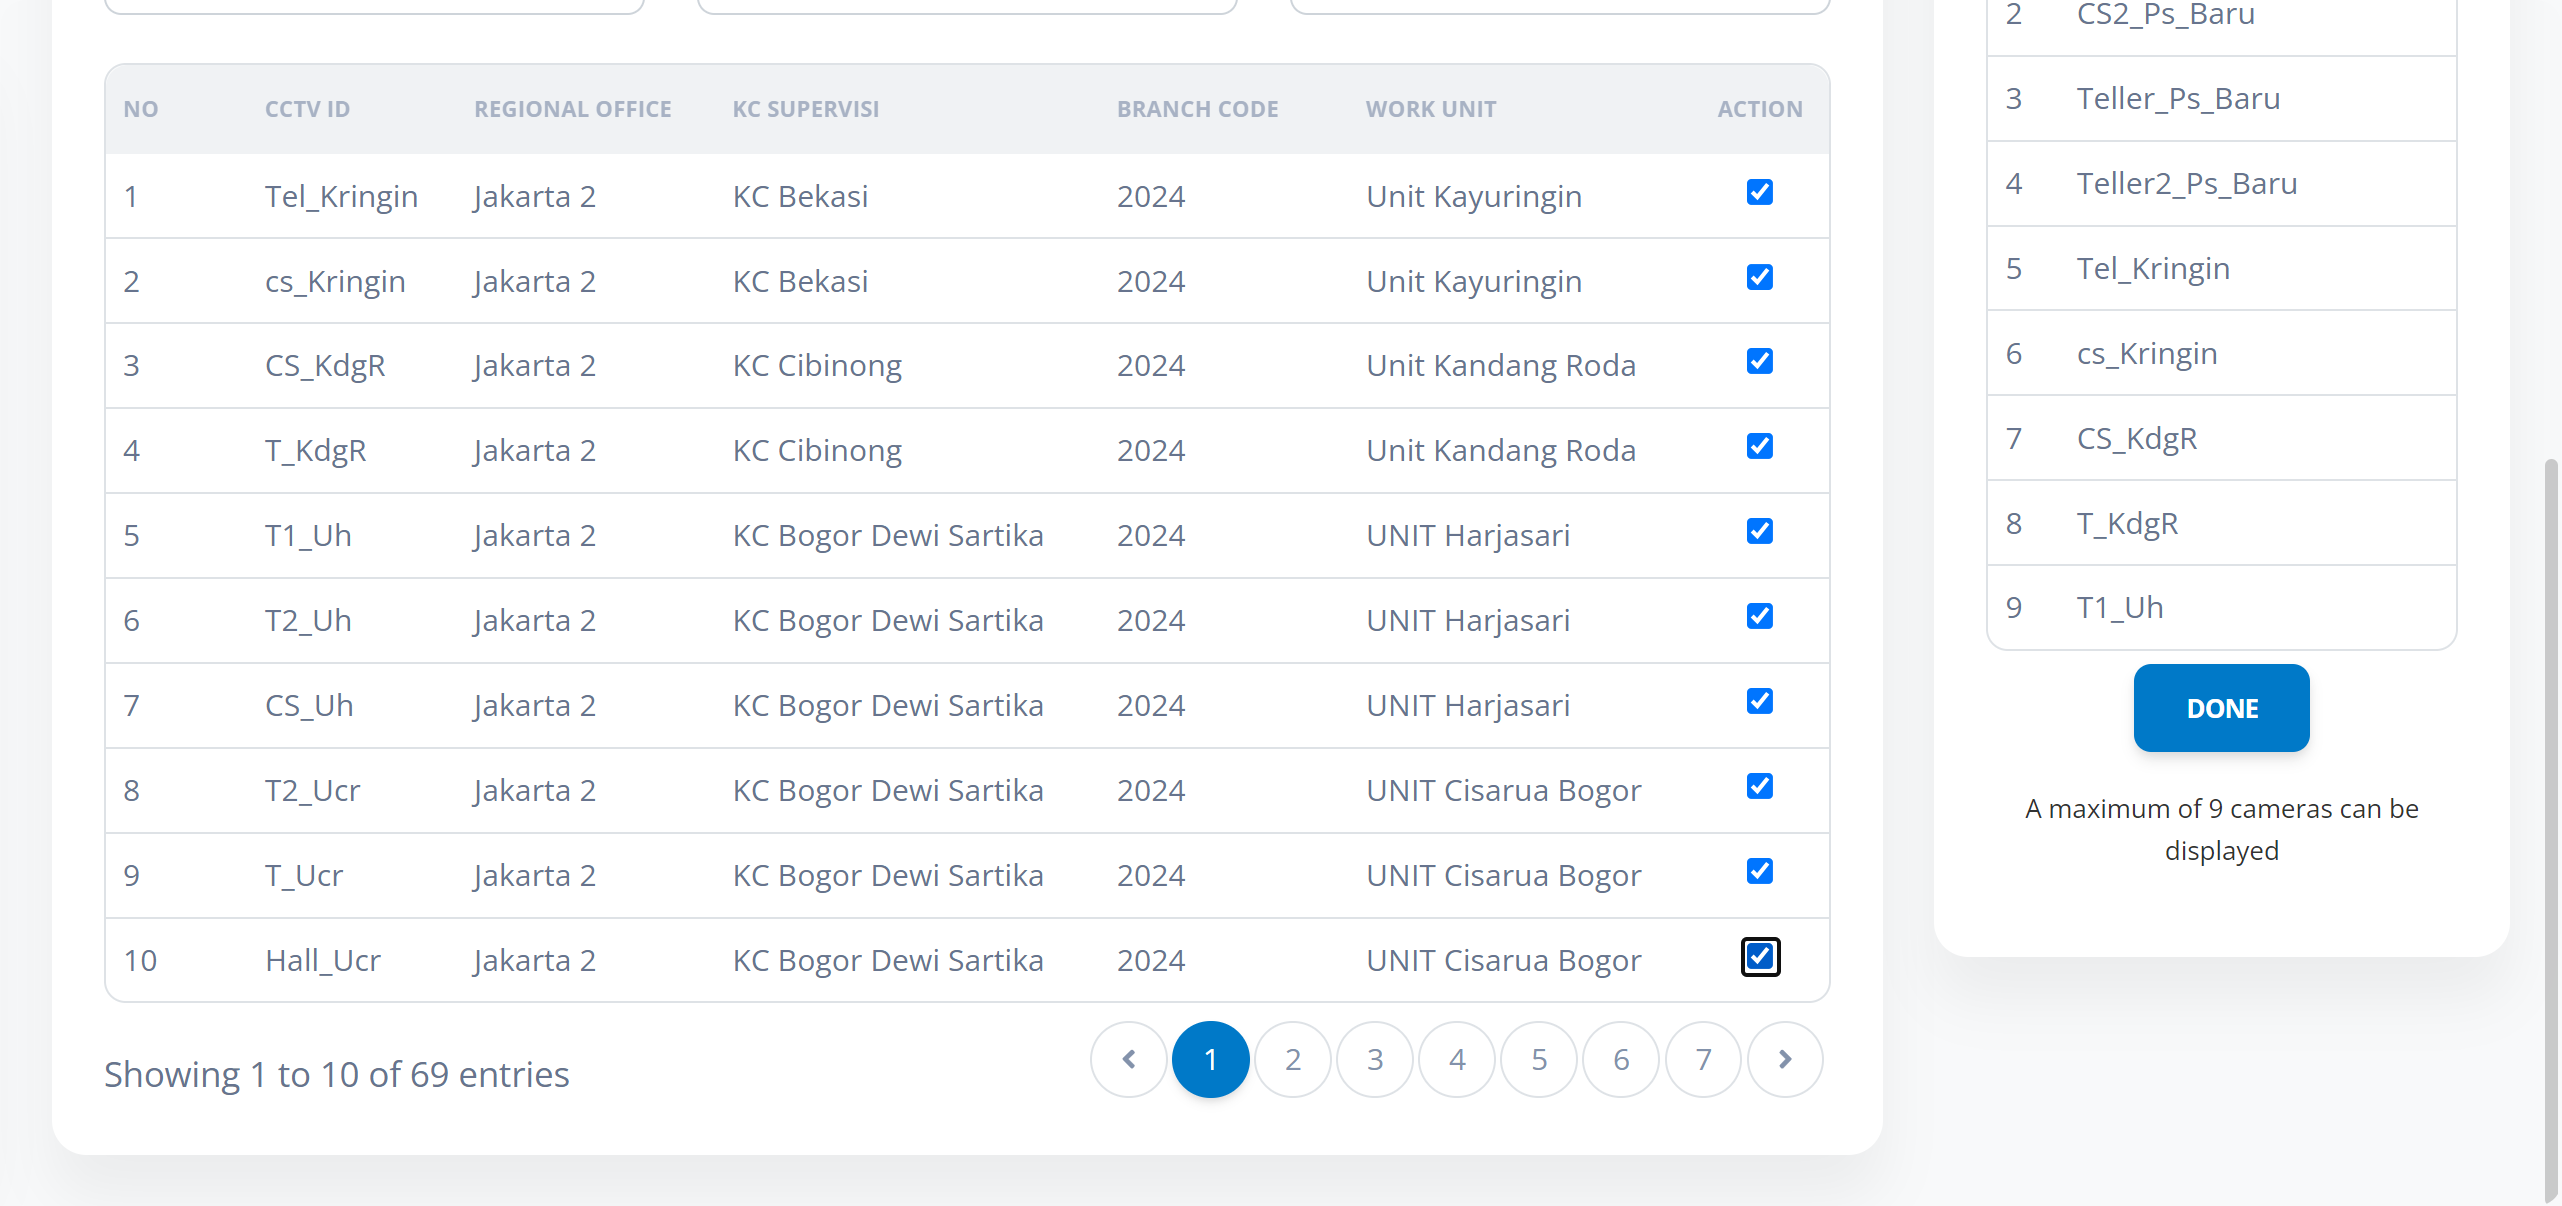 NO CCTV ID REGIONAL OFFICE KC SUPERVISI BRANCH CODE WORK UNIT ACTION
1 Tel_Kringin Jakarta 2 KC Bekasi 2024 Unit Kayuringin
2 cs_Kringin Jakarta 2 KC Bekasi 2024 Unit Kayuringin
3 CS_KdgR Jakarta 2 KC Cibinong 2024 Unit Kandang Roda
4 T_KdgR Jakarta 2 KC Cibinong 2024 Unit Kandang Roda
5 T1_Uh Jakarta 2 KC Bogor Dewi Sartika 2024 UNIT Harjasari
6 T2_Uh Jakarta 2 KC Bogor Dewi Sartika 2024 UNIT Harjasari
7 CS_Uh Jakarta 2 KC Bogor Dewi Sartika 2024 UNIT Harjasari
8 T2_Ucr Jakarta 2 KC Bogor Dewi Sartika 2024 UNIT Cisarua Bogor
9 T_Ucr Jakarta 2 KC Bogor Dewi Sartika 2024 UNIT Cisarua Bogor
10 Hall_Ucr Jakarta 2 KC Bogor Dewi Sartika 2024 UNIT Cisarua Bogor
Showing 1 to 10 of 69 entries
1 2 3 4 5 6 7
2 CS2_Ps_Baru
3 Teller_Ps_Baru
4 Teller2_Ps_Baru
5 Tel_Kringin
6 cs_Kringin
7 CS_KdgR
8 T_KdgR
9 T1_Uh
DONE
A maximum of 9 cameras can be
displayed